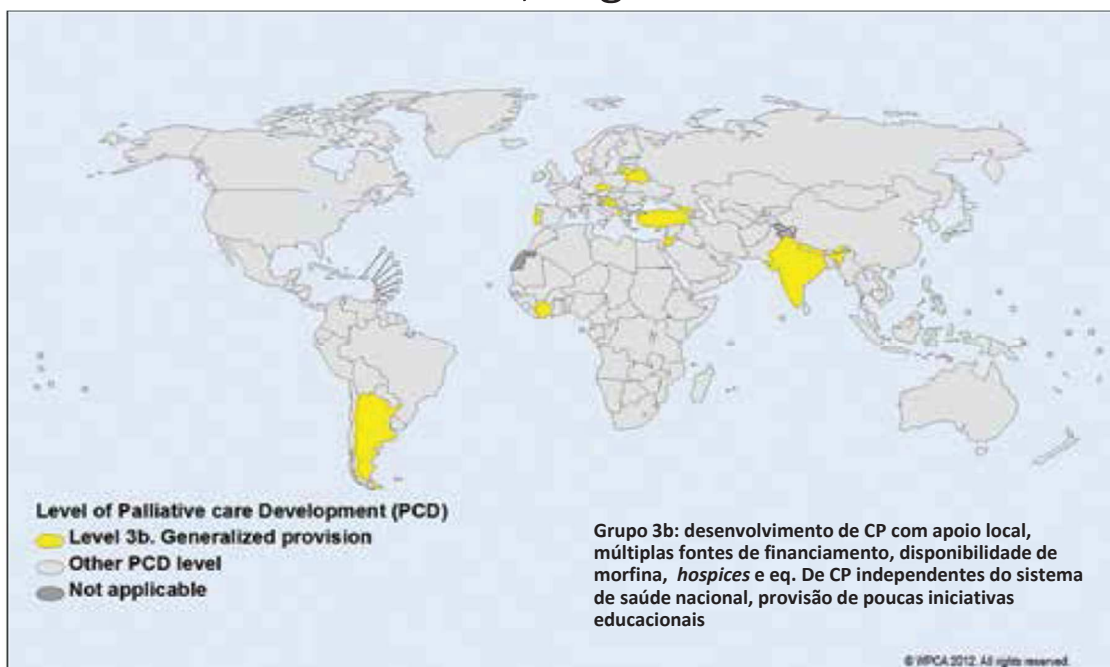 Level of Palliative care Development (PCD)
Level 3b. Generalized provision
Other PCD level
Not applicable
Grupo 3b: desenvolvimento de CP com apoio local,
múltiplas fontes de financiamento, disponibilidade de
morfina, hospices e eq. De CP independentes do sistema
de saúde nacional, provisão de poucas iniciativas
educacionais
© WPCA 2012. All rights reserved.